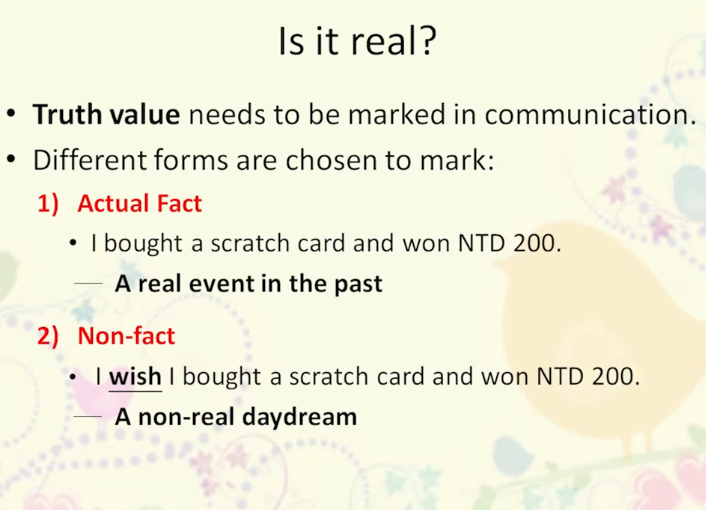 Is it real?
• Truth value needs to be marked in communication.
• Different forms are chosen to mark:
1) Actual Fact
• I bought a scratch card and won NTD 200.
— A real event in the past
2) Non-fact
• I wish I bought a scratch card and won NTD 200.
— A non-real daydream